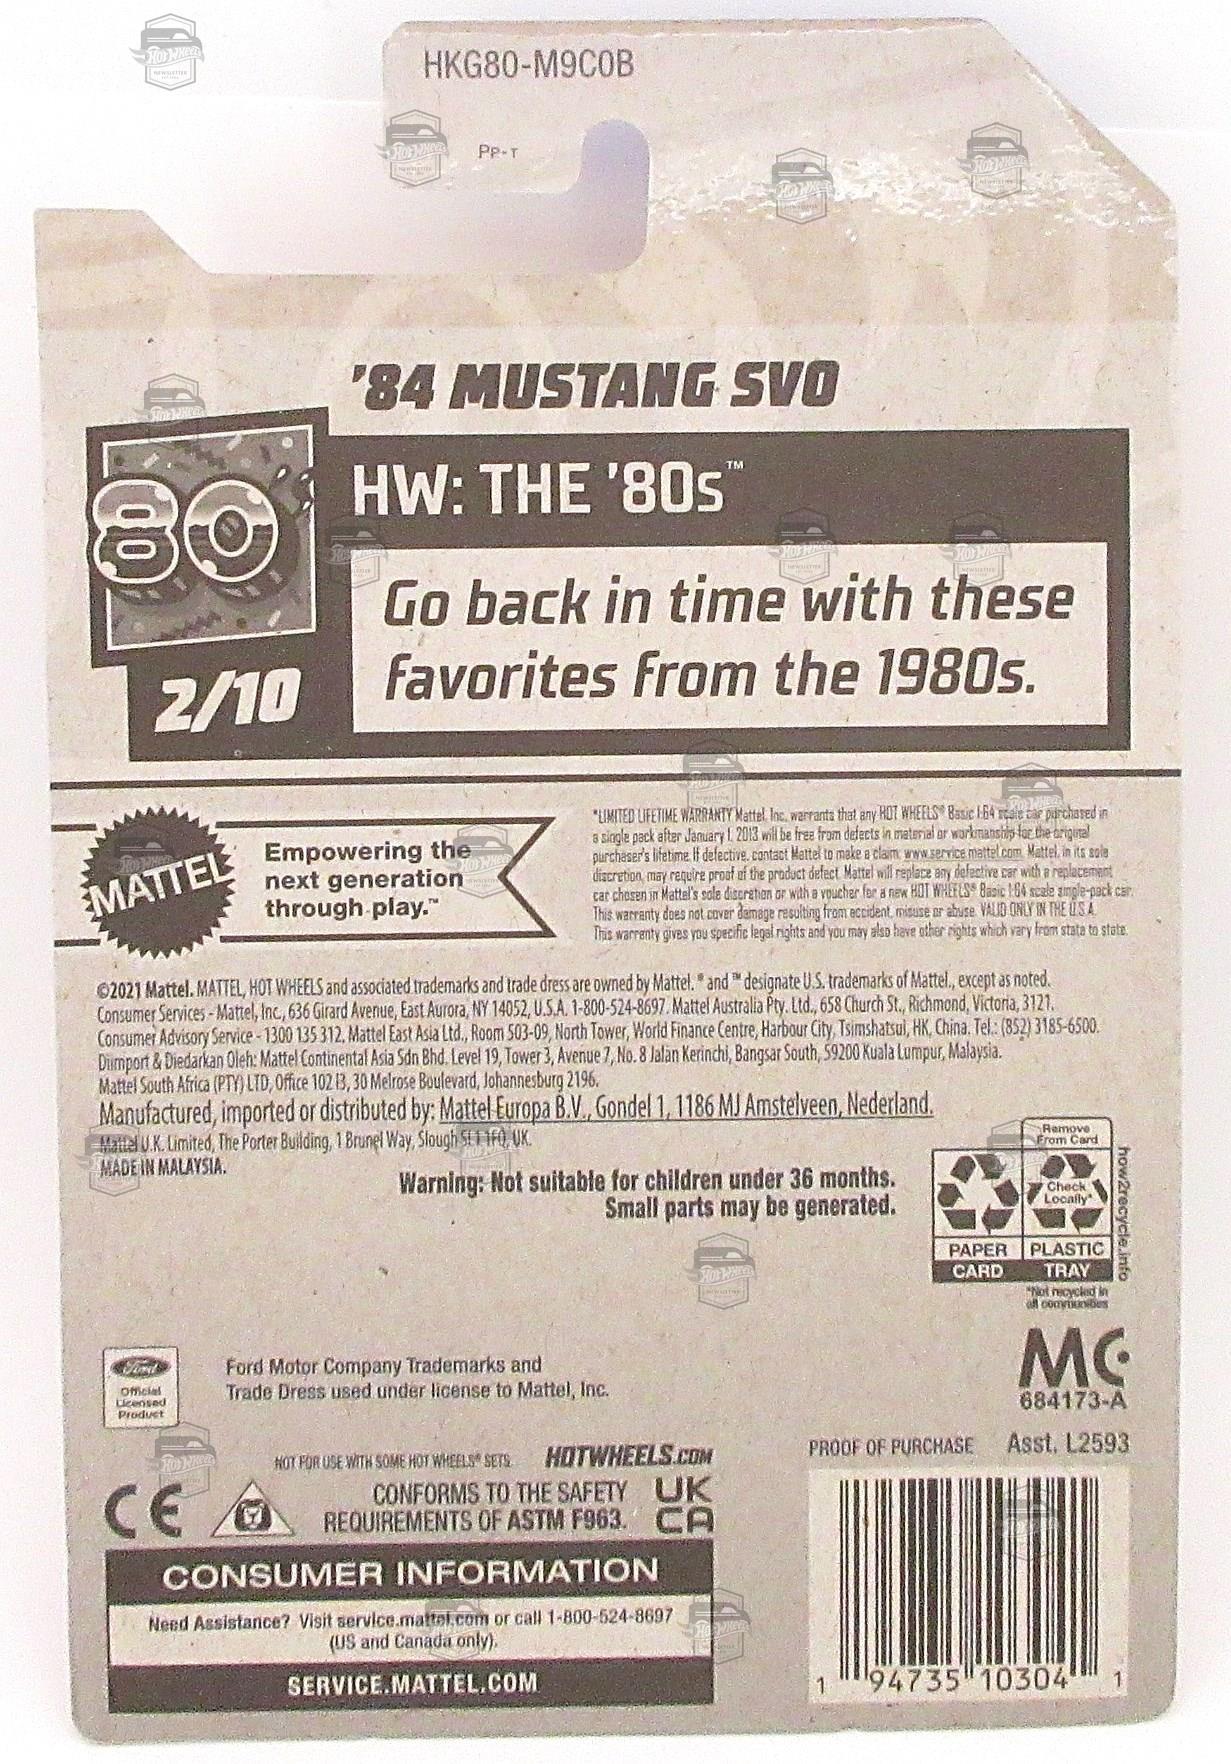 HKG80-M9C0B
PP-T
'84 MUSTANG SVO
80's
HW: THE '80s™
Go back in time with these
favorites from the 1980s.
2/10
MATTEL
Empowering the
next generation
through play.™
*LIMITED LIFETIME WARRANTY Mattel, Inc. warrants that any HOT WHEELS® Basic 1:64 scale car purchased in
a single pack after January 1, 2013 will be free from defects in material or workmanship for the original
purchaser's lifetime. If defective, contact Mattel to make a claim: www.service.mattel.com. Mattel, in its sole
discretion, may require proof of the product defect. Mattel will replace any defective car with a replacement
car chosen in Mattel's sole discretion or with a voucher for a new HOT WHEELS® Basic 1:64 scale single-pack car.
This warranty does not cover damage resulting from accident, misuse or abuse. VALID ONLY IN THE U.S.A.
This warranty gives you specific legal rights and you may also have other rights which vary from state to state.
©2021 Mattel. MATTEL, HOT WHEELS and associated trademarks and trade dress are owned by Mattel. ® and ™ designate U.S. trademarks of Mattel., except as noted.
Consumer Services - Mattel, Inc., 636 Girard Avenue, East Aurora, NY 14052, U.S.A. 1-800-524-8697. Mattel Australia Pty. Ltd., 658 Church St., Richmond, Victoria, 3121.
Consumer Advisory Service - 1300 135 312. Mattel East Asia Ltd., Room 503-09, North Tower, World Finance Centre, Harbour City, Tsimshatsui, HK, China. Tel.: (852) 3185-6500.
Diimport & Diedarkan Oleh: Mattel Continental Asia Sdn Bhd. Level 19, Tower 3, Avenue 7, No. 8 Jalan Kerinchi, Bangsar South, 59200 Kuala Lumpur, Malaysia.
Mattel South Africa (PTY) LTD, Office 102 I3, 30 Melrose Boulevard, Johannesburg 2196.
Manufactured, imported or distributed by: Mattel Europa B.V., Gondel 1, 1186 MJ Amstelveen, Nederland.
Mattel U.K. Limited, The Porter Building, 1 Brunel Way, Slough SL1 1FQ, UK.
MADE IN MALAYSIA.
Warning: Not suitable for children under 36 months.
Small parts may be generated.
Remove
From Card
Check
Locally*
PAPER
PLASTIC
CARD
TRAY
how2recycle.info
*Not recycled in
all communities
MC
684173-A
Ford
Official
Licensed
Product
Ford Motor Company Trademarks and
Trade Dress used under license to Mattel, Inc.
PROOF OF PURCHASE Asst. L2593
NOT FOR USE WITH SOME HOT WHEELS® SETS.
HOTWHEELS.COM
CE
CONFORMS TO THE SAFETY
REQUIREMENTS OF ASTM F963.
UK
CA
CONSUMER INFORMATION
Need Assistance? Visit service.mattel.com or call 1-800-524-8697
(US and Canada only).
SERVICE.MATTEL.COM
1 94735 10304 1